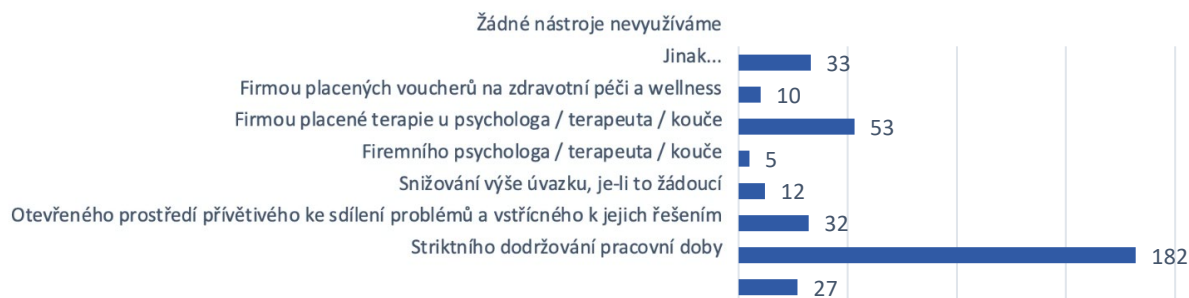 Žádné nástroje nevyužíváme
Jinak...
33
Firmou placených voucherů na zdravotní péči a wellness
10
Firmou placené terapie u psychologa / terapeuta / kouče
53
Firemního psychologa / terapeuta / kouče
5
Snižování výše úvazku, je-li to žádoucí
12
Otevřeného prostředí přívětivého ke sdílení problémů a vstřícného k jejich řešením
32
Striktního dodržování pracovní doby
182
27